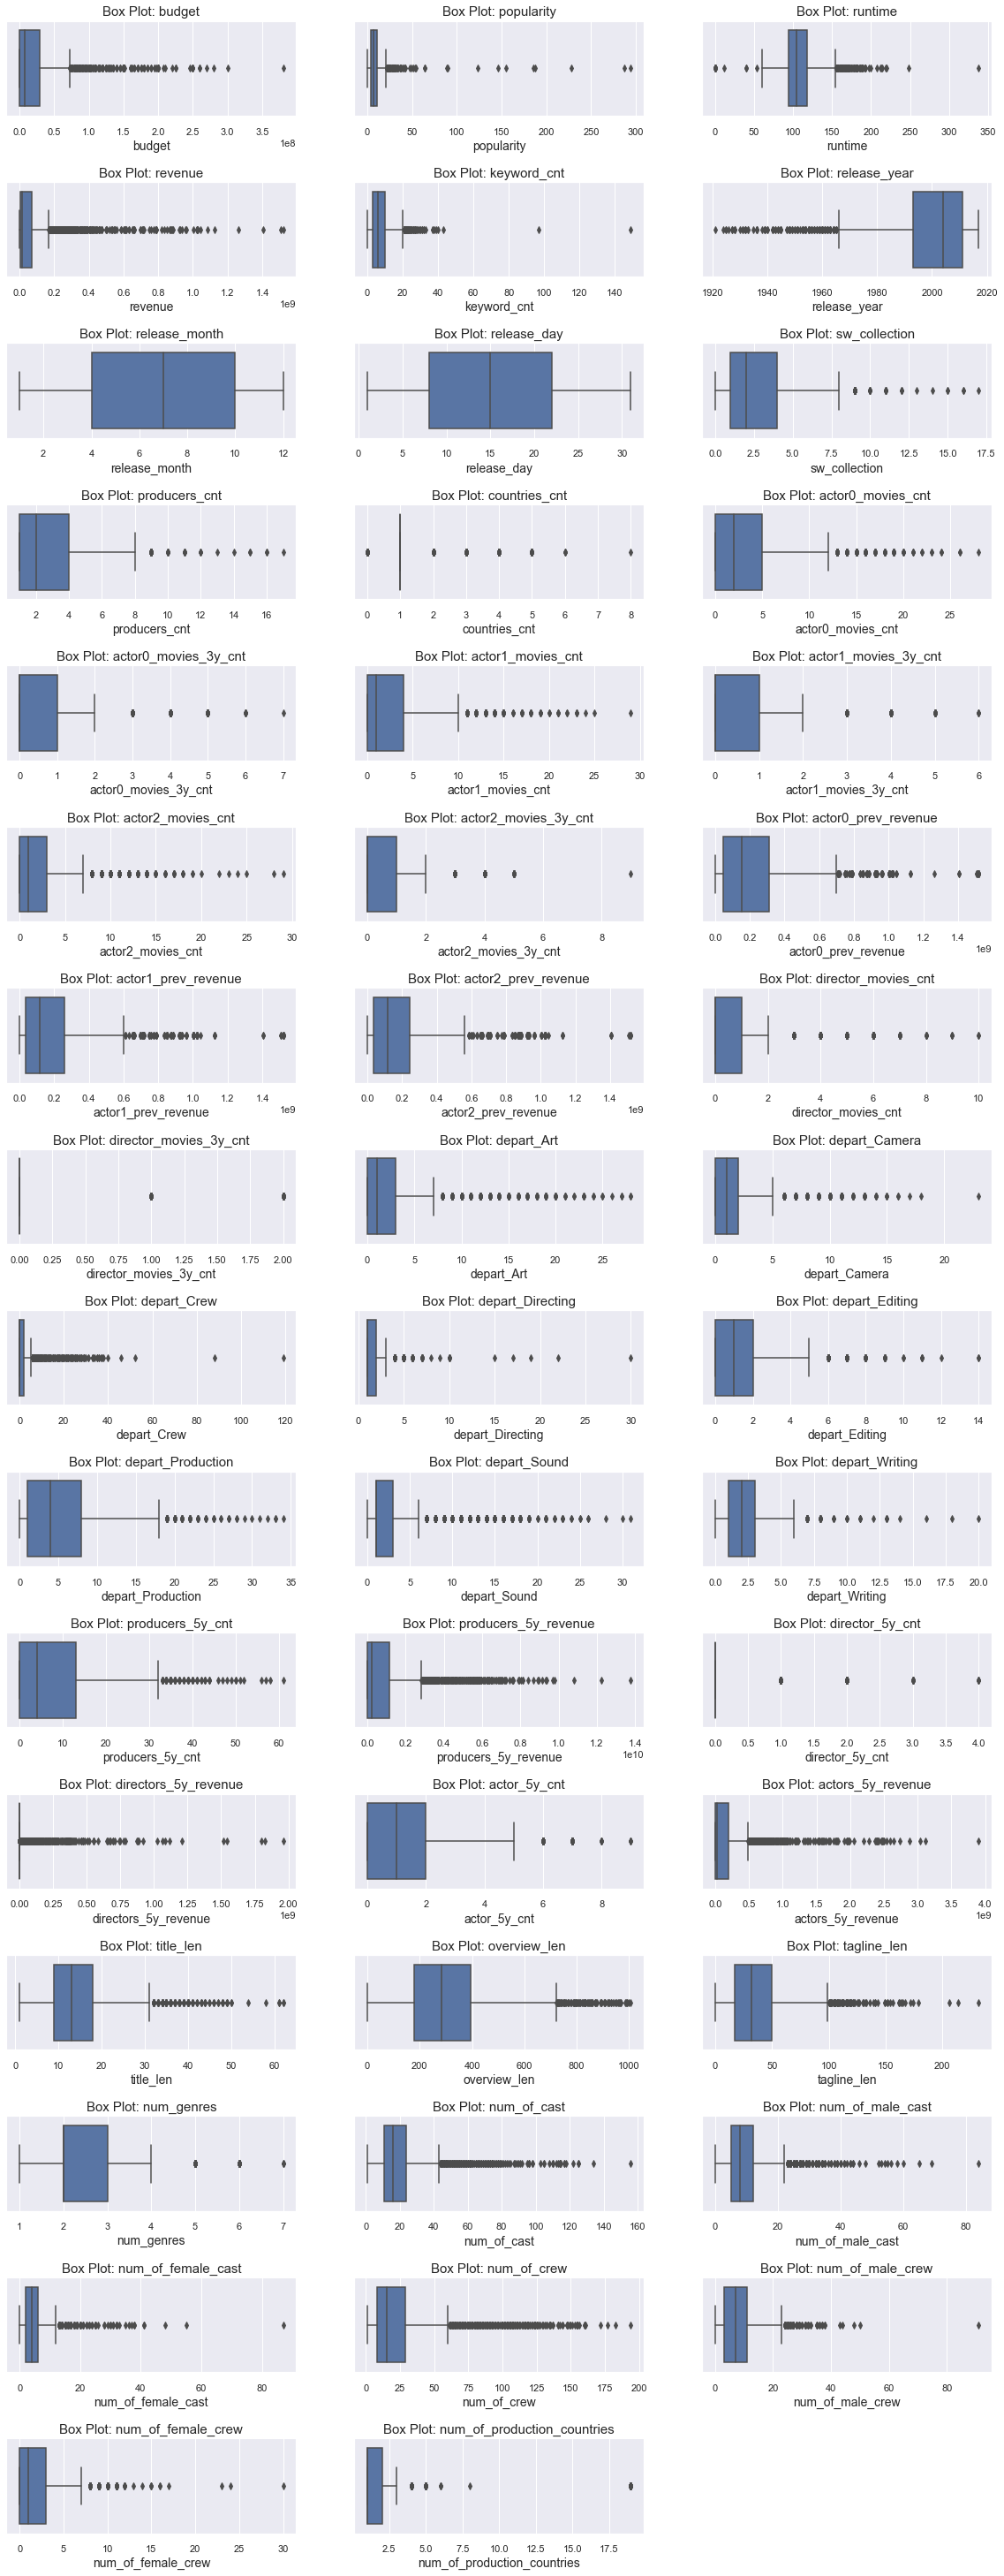 Box Plot: budget Box Plot: popularity Box Plot: runtime
0.0 0.5 1.0 1.5 2.0 2.5 3.0 3.5 0 50 100 150 200 250 300 0 50 100 150 200 250 300 350
budget 1e8 popularity runtime
Box Plot: revenue Box Plot: keyword_cnt Box Plot: release_year
0.0 0.2 0.4 0.6 0.8 1.0 1.2 1.4 0 20 40 60 80 100 120 140 1920 1940 1960 1980 2000 2020
revenue 1e9 keyword_cnt release_year
Box Plot: release_month Box Plot: release_day Box Plot: sw_collection
2 4 6 8 10 12 0 5 10 15 20 25 30 0.0 2.5 5.0 7.5 10.0 12.5 15.0 17.5
release_month release_day sw_collection
Box Plot: producers_cnt Box Plot: countries_cnt Box Plot: actor0_movies_cnt
2 4 6 8 10 12 14 16 0 1 2 3 4 5 6 7 8 0 5 10 15 20 25
producers_cnt countries_cnt actor0_movies_cnt
Box Plot: actor0_movies_3y_cnt Box Plot: actor1_movies_cnt Box Plot: actor1_movies_3y_cnt
0 1 2 3 4 5 6 7 0 5 10 15 20 25 30 0 1 2 3 4 5 6
actor0_movies_3y_cnt actor1_movies_cnt actor1_movies_3y_cnt
Box Plot: actor2_movies_cnt Box Plot: actor2_movies_3y_cnt Box Plot: actor0_prev_revenue
0 5 10 15 20 25 30 0 2 4 6 8 0.0 0.2 0.4 0.6 0.8 1.0 1.2 1.4
actor2_movies_cnt actor2_movies_3y_cnt actor0_prev_revenue 1e9
Box Plot: actor1_prev_revenue Box Plot: actor2_prev_revenue Box Plot: director_movies_cnt
0.0 0.2 0.4 0.6 0.8 1.0 1.2 1.4 0.0 0.2 0.4 0.6 0.8 1.0 1.2 1.4 0 2 4 6 8 10
actor1_prev_revenue 1e9 actor2_prev_revenue 1e9 director_movies_cnt
Box Plot: director_movies_3y_cnt Box Plot: depart_Art Box Plot: depart_Camera
0.00 0.25 0.50 0.75 1.00 1.25 1.50 1.75 2.00 0 5 10 15 20 25 0 5 10 15 20
director_movies_3y_cnt depart_Art depart_Camera
Box Plot: depart_Crew Box Plot: depart_Directing Box Plot: depart_Editing
0 20 40 60 80 100 120 0 5 10 15 20 25 30 0 2 4 6 8 10 12 14
depart_Crew depart_Directing depart_Editing
Box Plot: depart_Production Box Plot: depart_Sound Box Plot: depart_Writing
0 5 10 15 20 25 30 35 0 5 10 15 20 25 30 0.0 2.5 5.0 7.5 10.0 12.5 15.0 17.5 20.0
depart_Production depart_Sound depart_Writing
Box Plot: producers_5y_cnt Box Plot: producers_5y_revenue Box Plot: director_5y_cnt
0 10 20 30 40 50 60 0.0 0.2 0.4 0.6 0.8 1.0 1.2 1.4 0.0 0.5 1.0 1.5 2.0 2.5 3.0 3.5 4.0
producers_5y_cnt producers_5y_revenue 1e10 director_5y_cnt
Box Plot: directors_5y_revenue Box Plot: actor_5y_cnt Box Plot: actors_5y_revenue
0.00 0.25 0.50 0.75 1.00 1.25 1.50 1.75 2.00 0 2 4 6 8 0.0 0.5 1.0 1.5 2.0 2.5 3.0 3.5 4.0
directors_5y_revenue 1e9 actor_5y_cnt actors_5y_revenue 1e9
Box Plot: title_len Box Plot: overview_len Box Plot: tagline_len
0 10 20 30 40 50 60 0 200 400 600 800 1000 0 50 100 150 200
title_len overview_len tagline_len
Box Plot: num_genres Box Plot: num_of_cast Box Plot: num_of_male_cast
1 2 3 4 5 6 7 0 20 40 60 80 100 120 140 160 0 20 40 60 80
num_genres num_of_cast num_of_male_cast
Box Plot: num_of_female_cast Box Plot: num_of_crew Box Plot: num_of_male_crew
0 20 40 60 80 0 25 50 75 100 125 150 175 200 0 20 40 60 80
num_of_female_cast num_of_crew num_of_male_crew
Box Plot: num_of_female_crew Box Plot: num_of_production_countries
0 5 10 15 20 25 30 2.5 5.0 7.5 10.0 12.5 15.0 17.5
num_of_female_crew num_of_production_countries